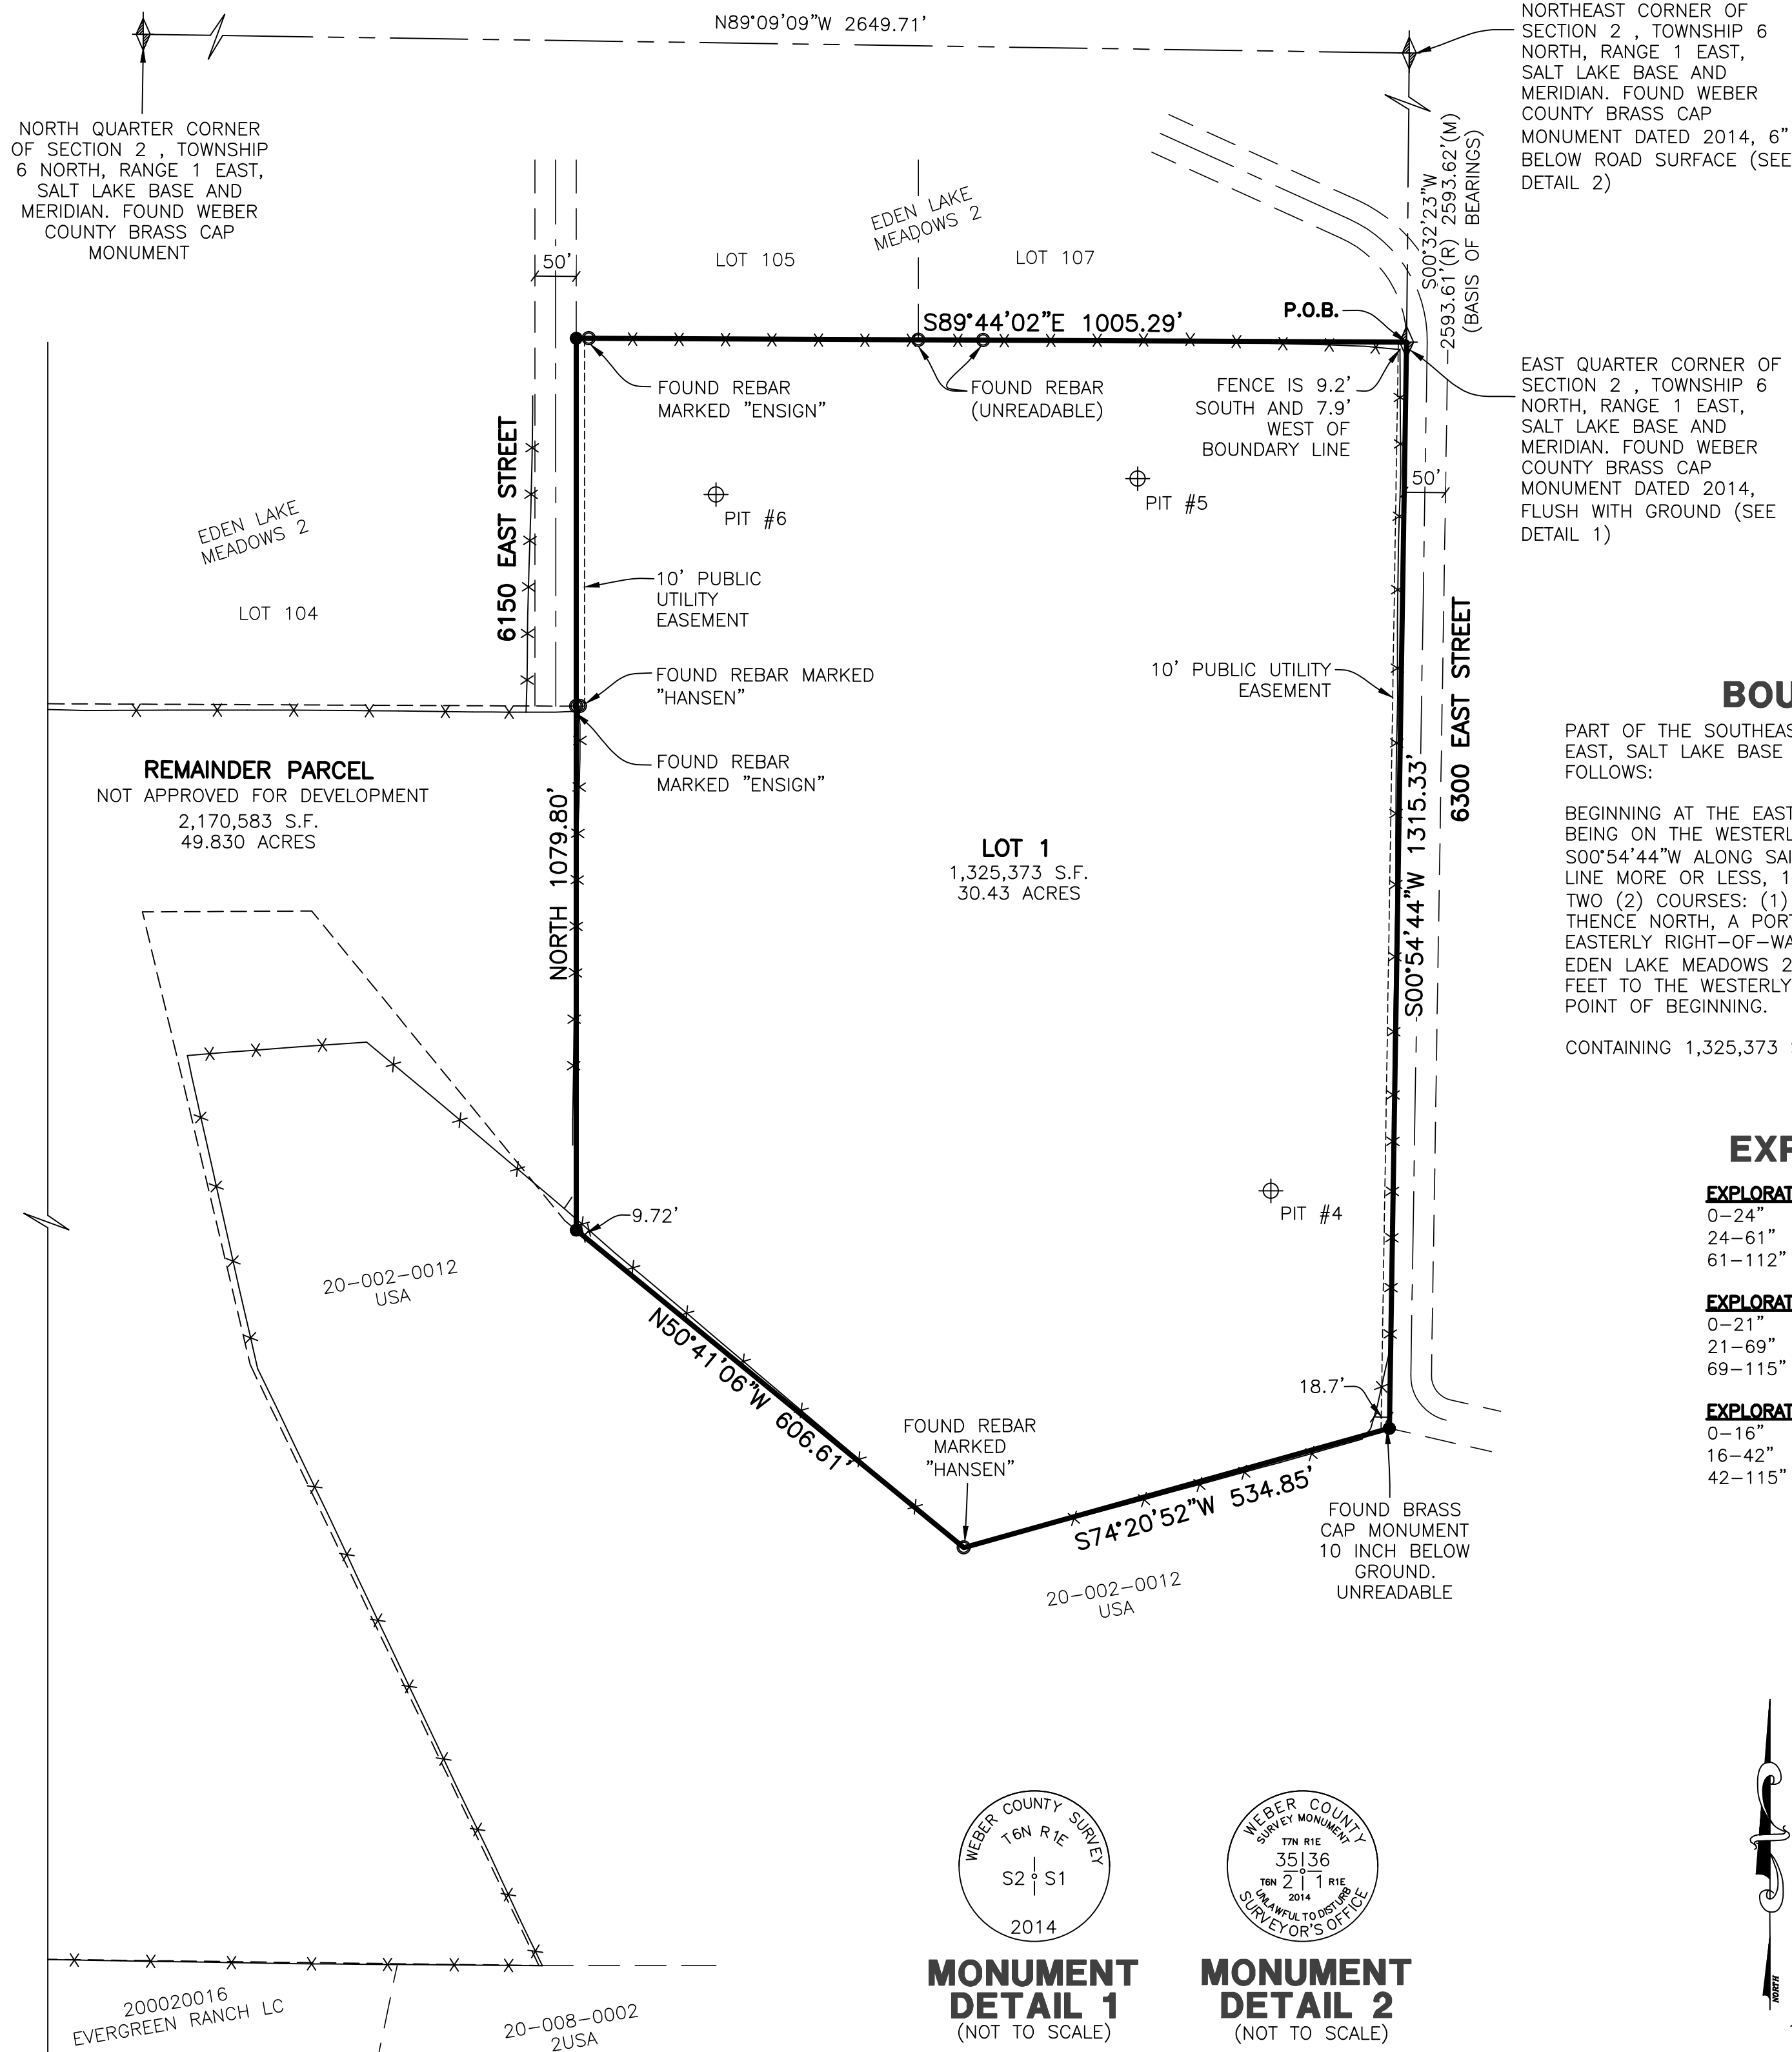 N89°09'09"W 2649.71'
NORTH QUARTER CORNER
OF SECTION 2 , TOWNSHIP
6 NORTH, RANGE 1 EAST,
SALT LAKE BASE AND
MERIDIAN. FOUND WEBER
COUNTY BRASS CAP
MONUMENT
NORTHEAST CORNER OF
SECTION 2 , TOWNSHIP 6
NORTH, RANGE 1 EAST,
SALT LAKE BASE AND
MERIDIAN. FOUND WEBER
COUNTY BRASS CAP
MONUMENT DATED 2014, 6"
BELOW ROAD SURFACE (SEE
DETAIL 2)
S00°32'23"W
2593.61'(R) 2593.62'(M)
(BASIS OF BEARINGS)
EDEN LAKE
MEADOWS 2
LOT 105
LOT 107
50'
S89°44'02"E 1005.29'
P.O.B.
FOUND REBAR
MARKED "ENSIGN"
FOUND REBAR
(UNREADABLE)
FENCE IS 9.2'
SOUTH AND 7.9'
WEST OF
BOUNDARY LINE
EAST QUARTER CORNER OF
SECTION 2 , TOWNSHIP 6
NORTH, RANGE 1 EAST,
SALT LAKE BASE AND
MERIDIAN. FOUND WEBER
COUNTY BRASS CAP
MONUMENT DATED 2014,
FLUSH WITH GROUND (SEE
DETAIL 1)
50'
6150 EAST STREET
PIT #6
PIT #5
EDEN LAKE
MEADOWS 2
LOT 104
10' PUBLIC
UTILITY
EASEMENT
10' PUBLIC UTILITY
EASEMENT
6300 EAST STREET
FOUND REBAR MARKED
"HANSEN"
FOUND REBAR
MARKED "ENSIGN"
REMAINDER PARCEL
NOT APPROVED FOR DEVELOPMENT
2,170,583 S.F.
49.830 ACRES
NORTH 1079.80'
LOT 1
1,325,373 S.F.
30.43 ACRES
S00°54'44"W 1315.33'
BOU
PART OF THE SOUTHEAS
EAST, SALT LAKE BASE
FOLLOWS:
BEGINNING AT THE EAST
BEING ON THE WESTERL
S00°54'44"W ALONG SAI
LINE MORE OR LESS, 1
TWO (2) COURSES: (1)
THENCE NORTH, A PORT
EASTERLY RIGHT-OF-WA
EDEN LAKE MEADOWS 2
FEET TO THE WESTERLY
POINT OF BEGINNING.
CONTAINING 1,325,373
EXP
EXPLORAT
0-24"
24-61"
61-112"
EXPLORAT
0-21"
21-69"
69-115"
EXPLORAT
0-16"
16-42"
42-115"
PIT #4
9.72'
20-002-0012
USA
N50°41'06"W 606.61'
18.7'
FOUND REBAR
MARKED
"HANSEN"
S74°20'52"W 534.85'
FOUND BRASS
CAP MONUMENT
10 INCH BELOW
GROUND.
UNREADABLE
20-002-0012
USA
WEBER COUNTY SURVEY
T6N R1E
S2 S1
2014
MONUMENT
DETAIL 1
(NOT TO SCALE)
WEBER COUNTY
SURVEY MONUMENT
T7N R1E
35 36
T6N 2 1 R1E
2014
UNLAWFUL TO DISTURB
SURVEYOR'S OFFICE
MONUMENT
DETAIL 2
(NOT TO SCALE)
NORTH
200020016
EVERGREEN RANCH LC
20-008-0002
2USA